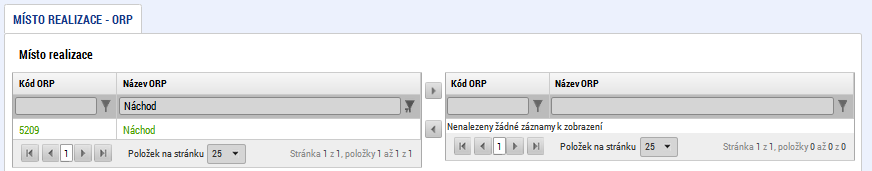 MÍSTO REALIZACE - ORP
Místo realizace
Kód ORP Název ORP
Náchod
5209 Náchod
1 Položek na stránku 25 Stránka 1 z 1, položky 1 až 1 z 1
Kód ORP Název ORP
Nenalezeny žádné záznamy k zobrazení
1 Položek na stránku 25 Stránka 1 z 1, položky 0 až 0 z 0